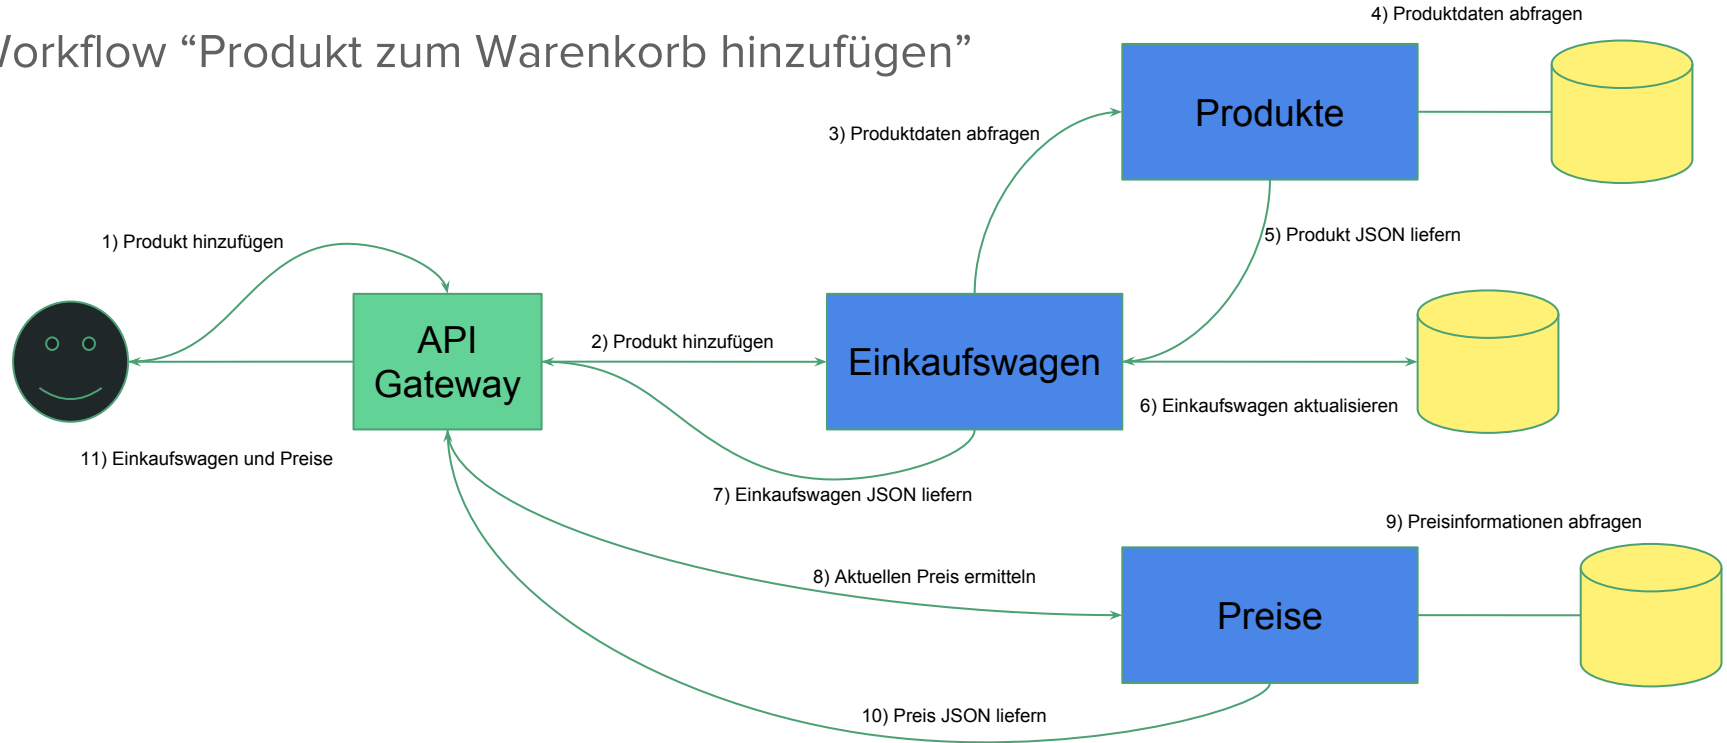 Workflow “Produkt zum Warenkorb hinzufügen”
4) Produktdaten abfragen
Produkte
3) Produktdaten abfragen
1) Produkt hinzufügen
5) Produkt JSON liefern
API
Gateway
2) Produkt hinzufügen
Einkaufswagen
6) Einkaufswagen aktualisieren
11) Einkaufswagen und Preise
7) Einkaufswagen JSON liefern
9) Preisinformationen abfragen
8) Aktuellen Preis ermitteln
Preise
10) Preis JSON liefern